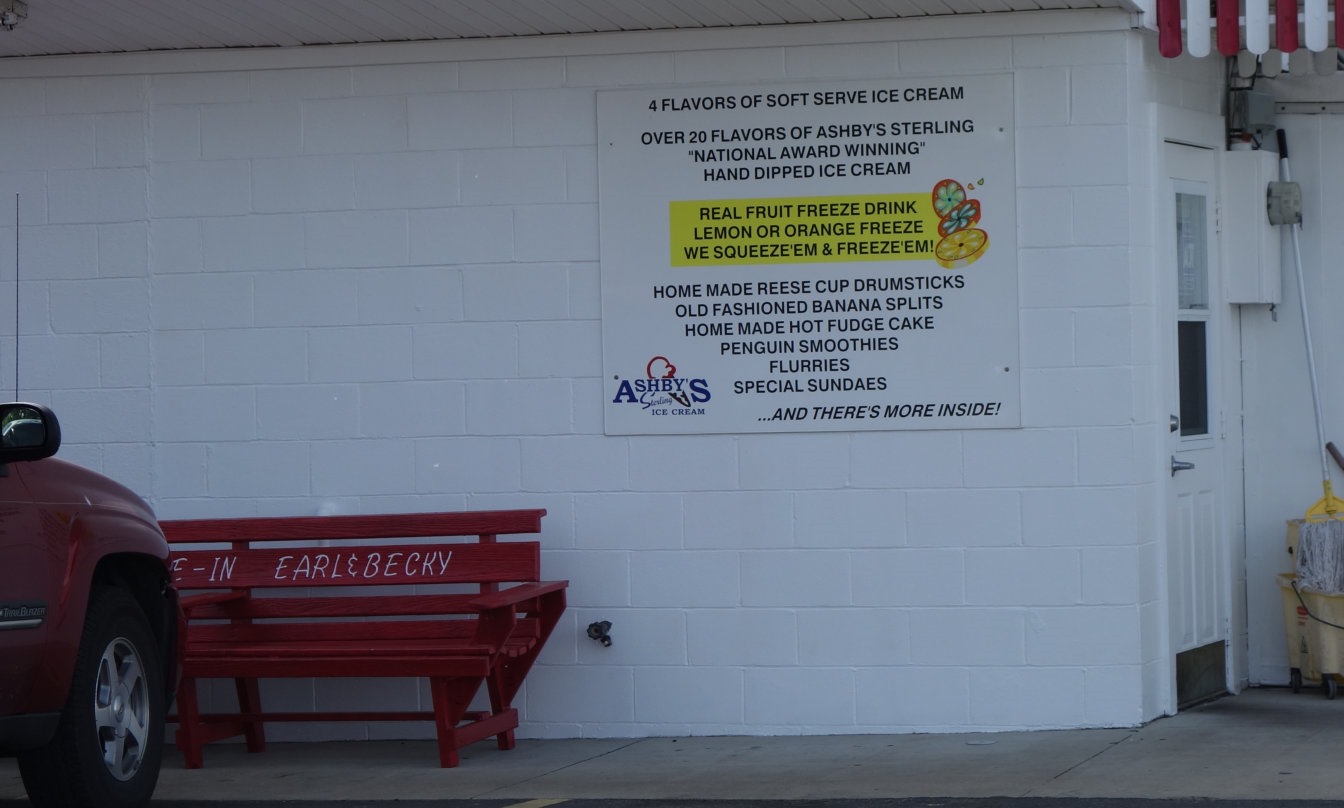 4 FLAVORS OF SOFT SERVE ICE CREAM
OVER 20 FLAVORS OF ASHBY'S STERLING
"NATIONAL AWARD WINNING"
HAND DIPPED ICE CREAM
REAL FRUIT FREEZE DRINK
LEMON OR ORANGE FREEZE
WE SQUEEZE'EM & FREEZE'EM!
HOME MADE REESE CUP DRUMSTICKS
OLD FASHIONED BANANA SPLITS
HOME MADE HOT FUDGE CAKE
PENGUIN SMOOTHIES
FLURRIES
SPECIAL SUNDAES
...AND THERE'S MORE INSIDE!
ASHBY'S
Sterling
ICE CREAM
E-IN EARL&BECKY
TRAILBLAZER